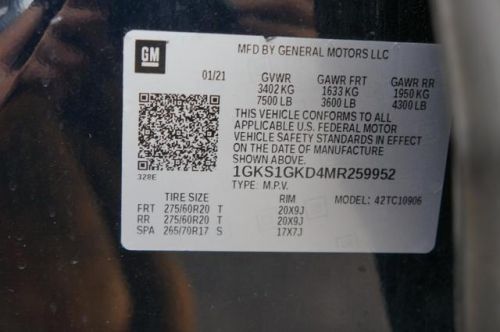 GM
MFD BY GENERAL MOTORS LLC
01/21 GVWR GAWR FRT GAWR RR
3402 KG 1633 KG 1950 KG
7500 LB 3600 LB 4300 LB
THIS VEHICLE CONFORMS TO ALL
APPLICABLE U.S. FEDERAL MOTOR
VEHICLE SAFETY STANDARDS IN EFFECT
ON THE DATE OF MANUFACTURE
SHOWN ABOVE.
328E
1GKS1GKD4MR259952
TYPE: M.P.V.
TIRE SIZE RIM MODEL: 42TC10906
FRT 275/60R20 T 20X9J
RR 275/60R20 T 20X9J
SPA 265/70R17 S 17X7J